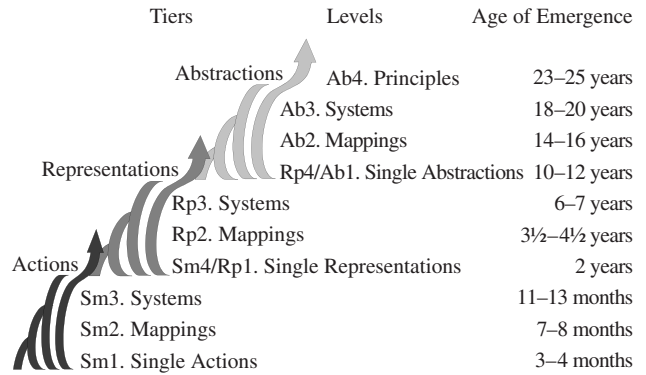 Tiers Levels Age of Emergence
Abstractions Ab4. Principles 23–25 years
Ab3. Systems 18–20 years
Ab2. Mappings 14–16 years
Representations Rp4/Ab1. Single Abstractions 10–12 years
Rp3. Systems 6–7 years
Rp2. Mappings 3½–4½ years
Actions Sm4/Rp1. Single Representations 2 years
Sm3. Systems 11–13 months
Sm2. Mappings 7–8 months
Sm1. Single Actions 3–4 months